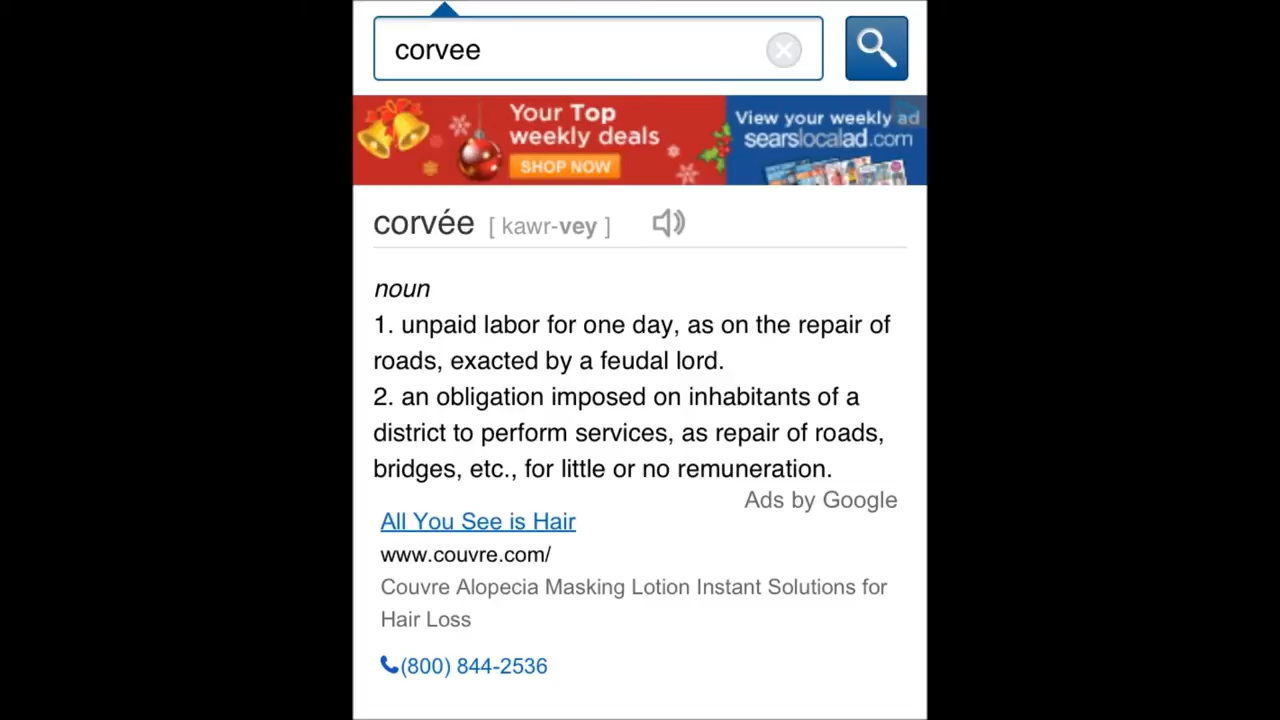 corvee
Your Top
weekly deals
SHOP NOW
View your weekly ad
searslocalad.com
corvée [ kawr-vey ]
noun
1. unpaid labor for one day, as on the repair of
roads, exacted by a feudal lord.
2. an obligation imposed on inhabitants of a
district to perform services, as repair of roads,
bridges, etc., for little or no remuneration.
Ads by Google
All You See is Hair
www.couvre.com/
Couvre Alopecia Masking Lotion Instant Solutions for
Hair Loss
(800) 844-2536